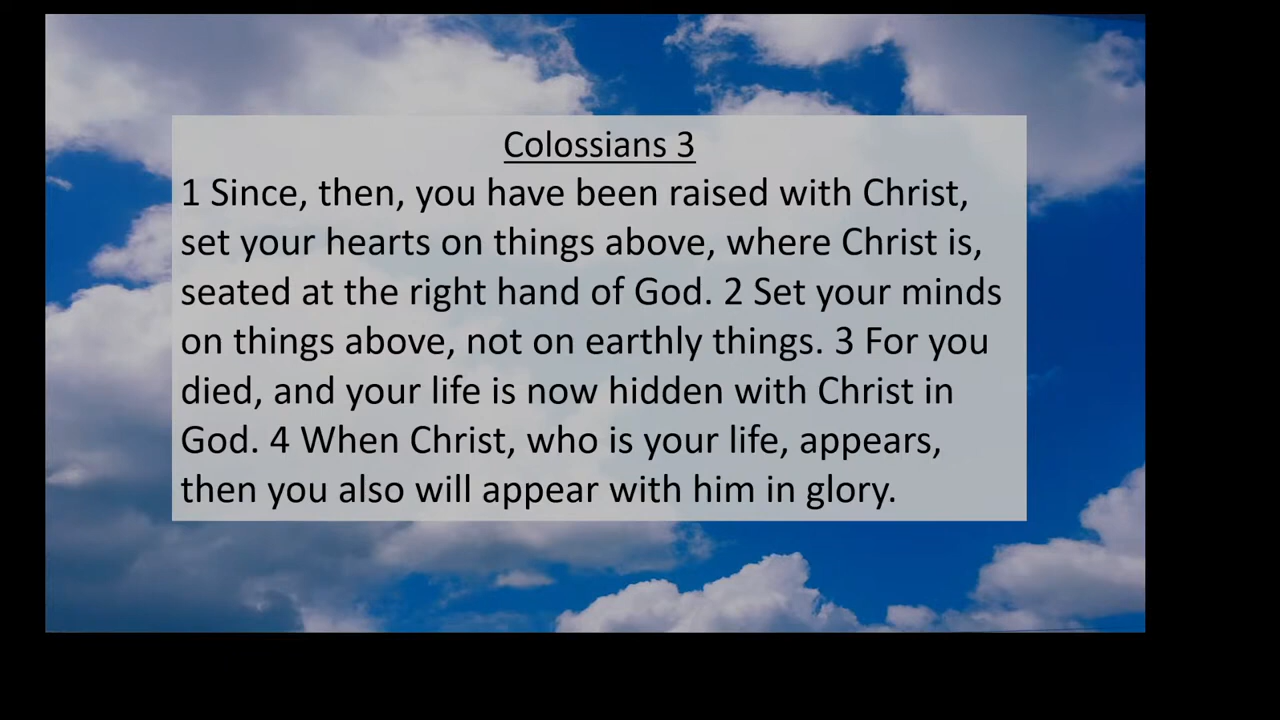 Colossians 3
1 Since, then, you have been raised with Christ,
set your hearts on things above, where Christ is,
seated at the right hand of God. 2 Set your minds
on things above, not on earthly things. 3 For you
died, and your life is now hidden with Christ in
God. 4 When Christ, who is your life, appears,
then you also will appear with him in glory.